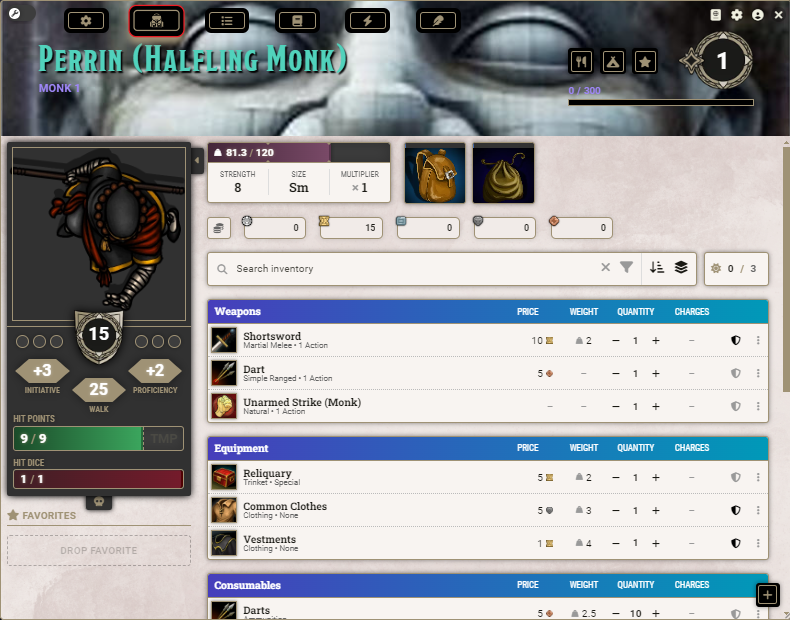 Perrin (Halfling Monk)
1
MONK 1
0 / 300
81.3 / 120
STRENGTH SIZE MULTIPLIER
8 Sm × 1
0 15 0 0 0
Search inventory
0 / 3
15
+3 +2
INITIATIVE PROFICIENCY
25
WALK
HIT POINTS
9 / 9 TMP
HIT DICE
1 / 1
FAVORITES
DROP FAVORITE
Weapons PRICE WEIGHT QUANTITY CHARGES
Shortsword 10 2 − 1 + –
Martial Melee • 1 Action
Dart 5 – − 1 + –
Simple Ranged • 1 Action
Unarmed Strike (Monk) – – − 1 + –
Natural • 1 Action
Equipment PRICE WEIGHT QUANTITY CHARGES
Reliquary 5 2 − 1 + –
Trinket • Special
Common Clothes 5 3 − 1 + –
Clothing • None
Vestments 1 4 − 1 + –
Clothing • None
Consumables PRICE WEIGHT QUANTITY CHARGES
Darts 5 2.5 − 10 + –